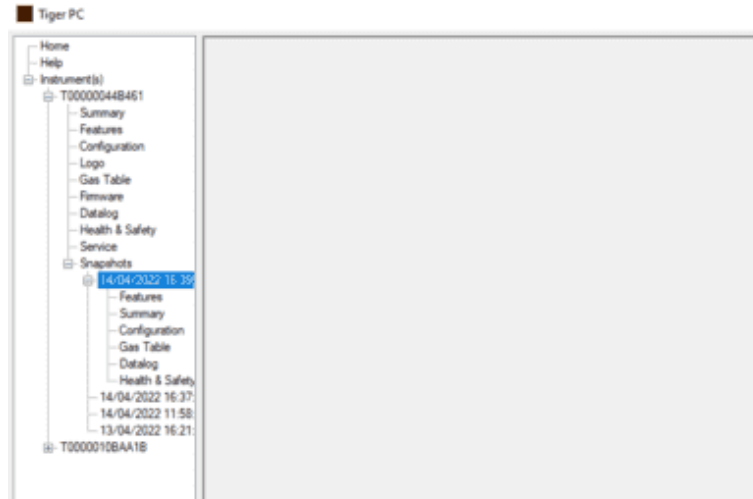 Tiger PC
Home
Help
Instrument(s)
T00000044B461
Summary
Features
Configuration
Logo
Gas Table
Firmware
Datalog
Health & Safety
Service
Snapshots
14/04/2022 16:39
Features
Summary
Configuration
Gas Table
Datalog
Health & Safety
14/04/2022 16:37:
14/04/2022 11:58:
13/04/2022 16:21:
T0000010BAA1B